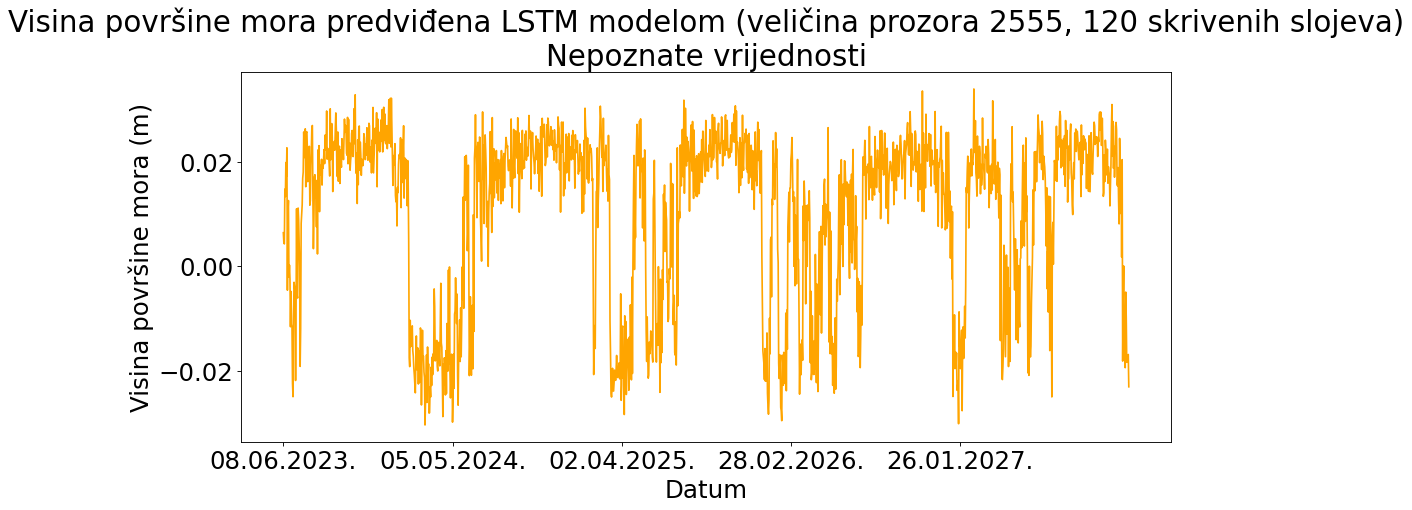 Visina površine mora predviđena LSTM modelom (veličina prozora 2555, 120 skrivenih slojeva)
Nepoznate vrijednosti
Visina površine mora (m)
0.02
0.00
−0.02
08.06.2023. 05.05.2024. 02.04.2025. 28.02.2026. 26.01.2027.
Datum